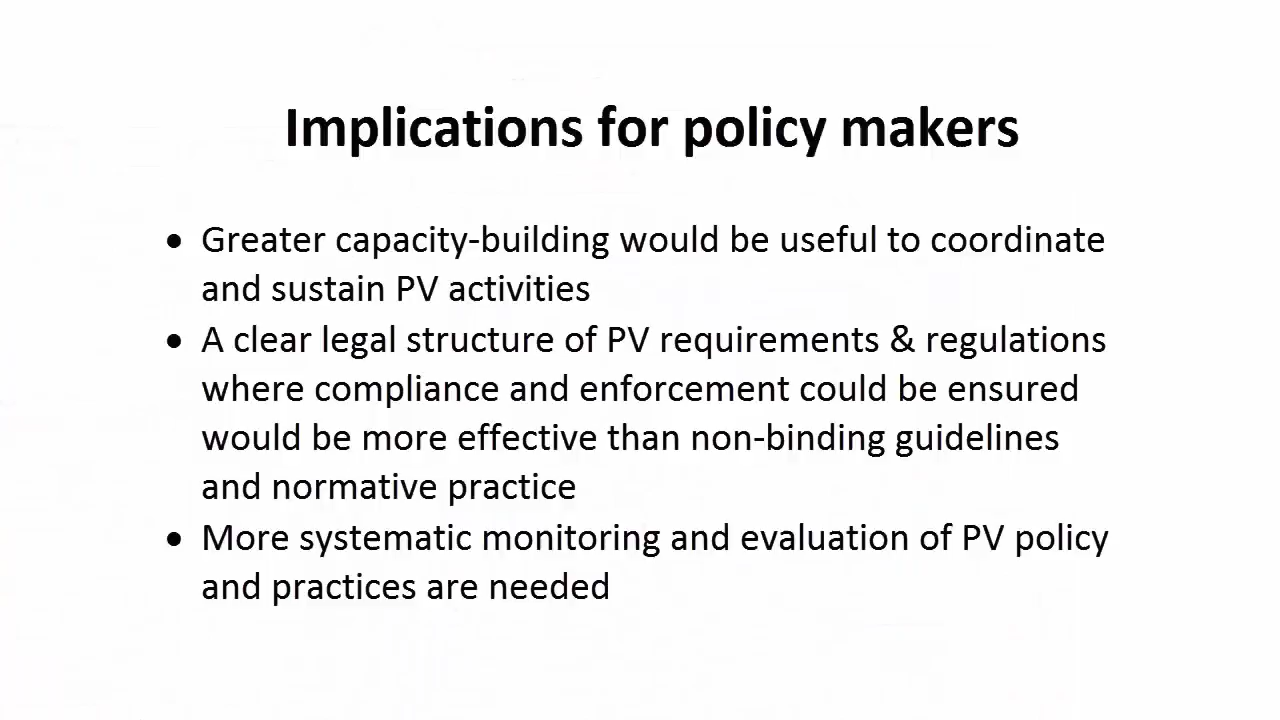 Implications for policy makers
• Greater capacity-building would be useful to coordinate
and sustain PV activities
• A clear legal structure of PV requirements & regulations
where compliance and enforcement could be ensured
would be more effective than non-binding guidelines
and normative practice
• More systematic monitoring and evaluation of PV policy
and practices are needed